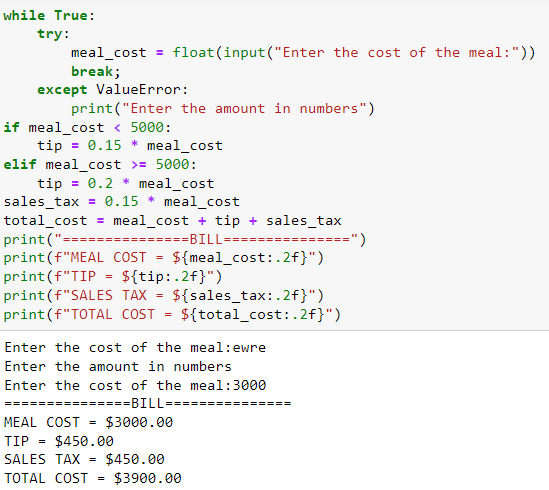 while True:
    try:
        meal_cost = float(input("Enter the cost of the meal:"))
        break;
    except ValueError:
        print("Enter the amount in numbers")
if meal_cost < 5000:
    tip = 0.15 * meal_cost
elif meal_cost >= 5000:
    tip = 0.2 * meal_cost
sales_tax = 0.15 * meal_cost
total_cost = meal_cost + tip + sales_tax
print("===============BILL===============")
print(f"MEAL COST = ${meal_cost:.2f}")
print(f"TIP = ${tip:.2f}")
print(f"SALES TAX = ${sales_tax:.2f}")
print(f"TOTAL COST = ${total_cost:.2f}")
Enter the cost of the meal:ewre
Enter the amount in numbers
Enter the cost of the meal:3000
===============BILL===============
MEAL COST = $3000.00
TIP = $450.00
SALES TAX = $450.00
TOTAL COST = $3900.00